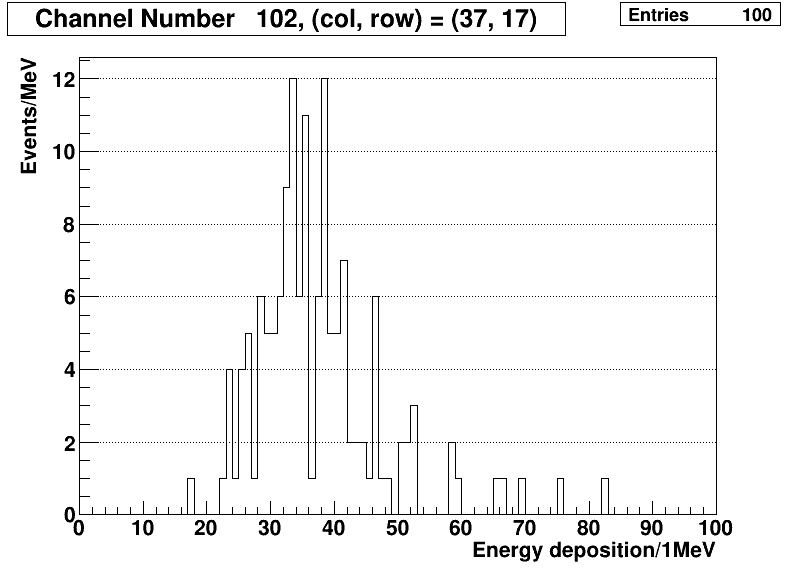 Channel Number 102, (col, row) = (37, 17)
Entries 100
Events/MeV
12
10
8
6
4
2
0
0 10 20 30 40 50 60 70 80 90 100
Energy deposition/1MeV